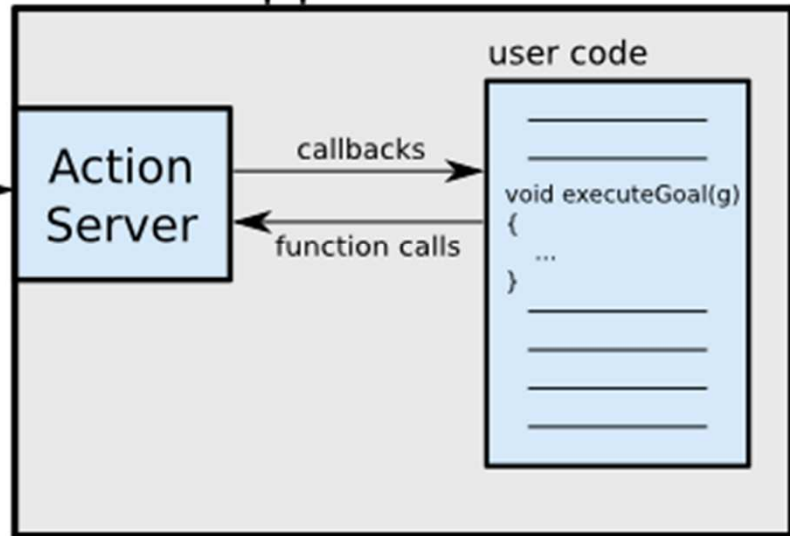 user code
Action
Server
callbacks
function calls
void executeGoal(g)
{
...
}